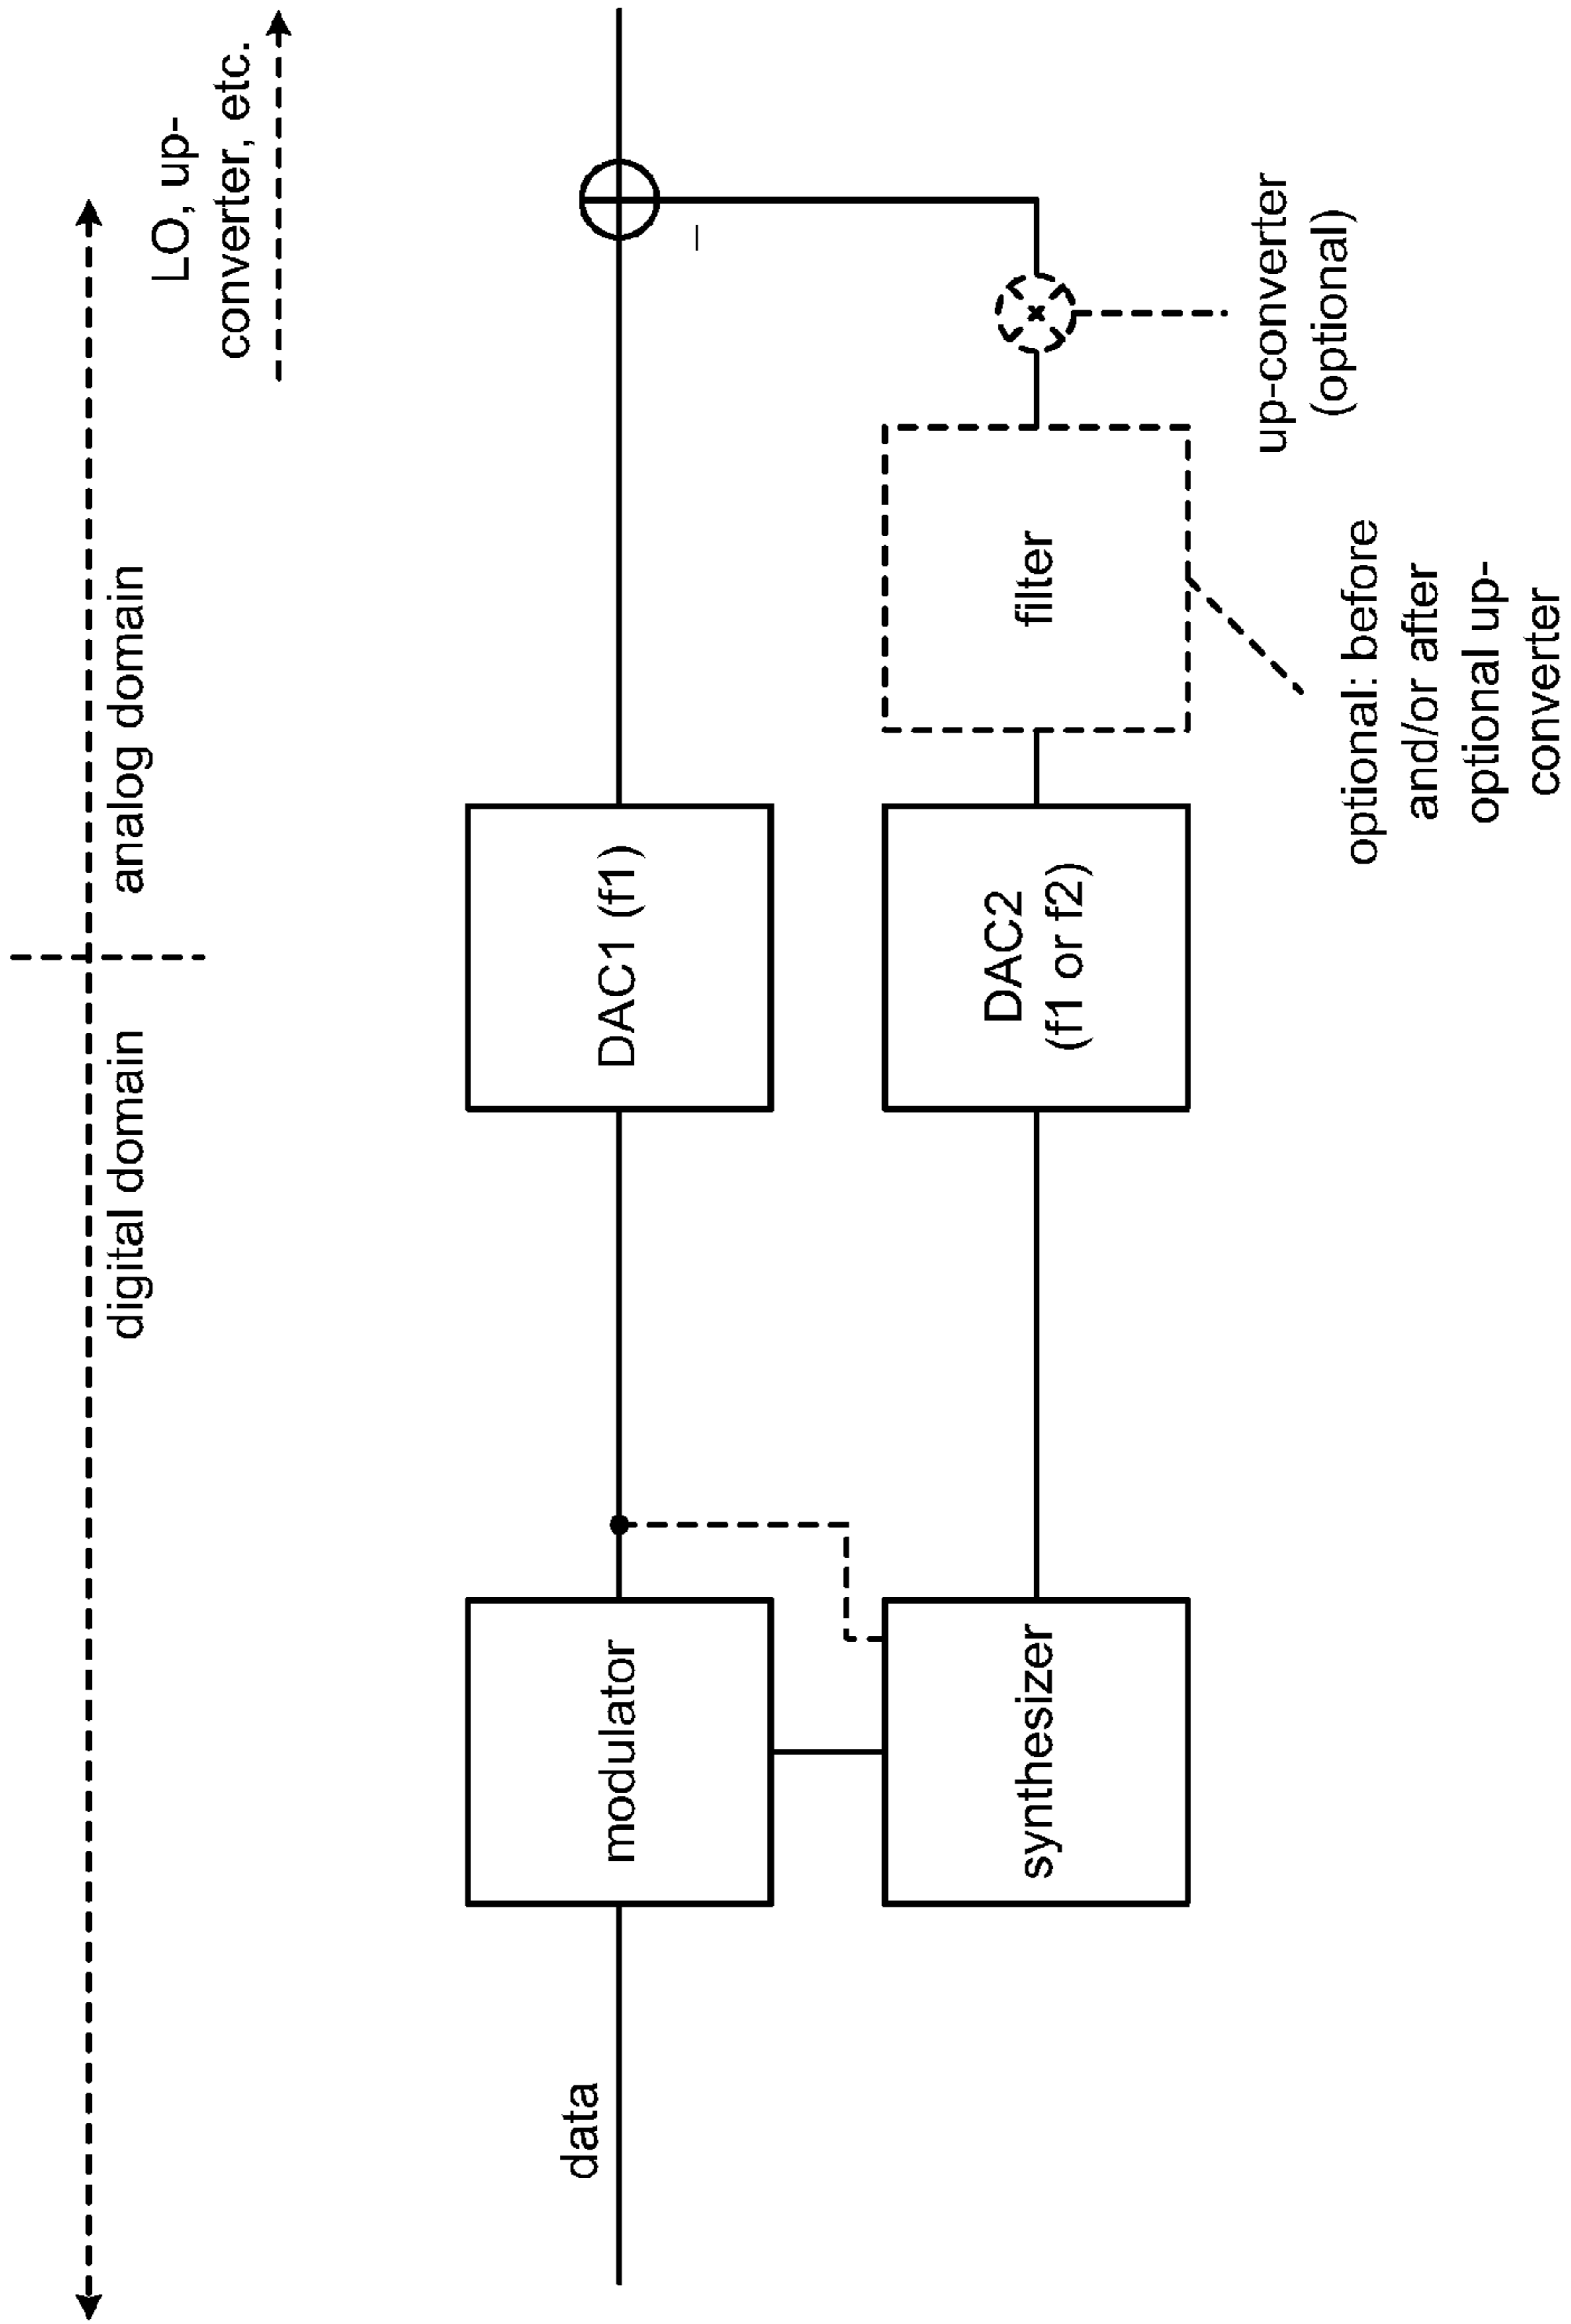 digital domain
analog domain
LO, up-
converter, etc.
data
modulator
DAC1 (f1)
–
synthesizer
DAC2
(f1 or f2)
filter
up-converter
(optional)
optional: before
and/or after
optional up-
converter